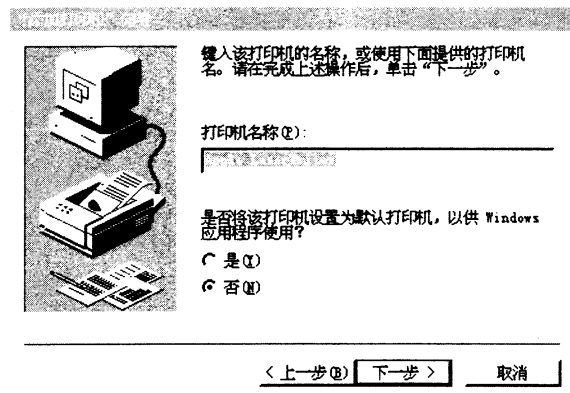 键入该打印机的名称，或使用下面提供的打印机
名。请在完成上述操作后，单击“下一步”。
打印机名称(P)：
是否将该打印机设置为默认打印机，以供 Windows
应用程序使用？
是(Y)
否(N)
< 上一步(B) 下一步 > 取消